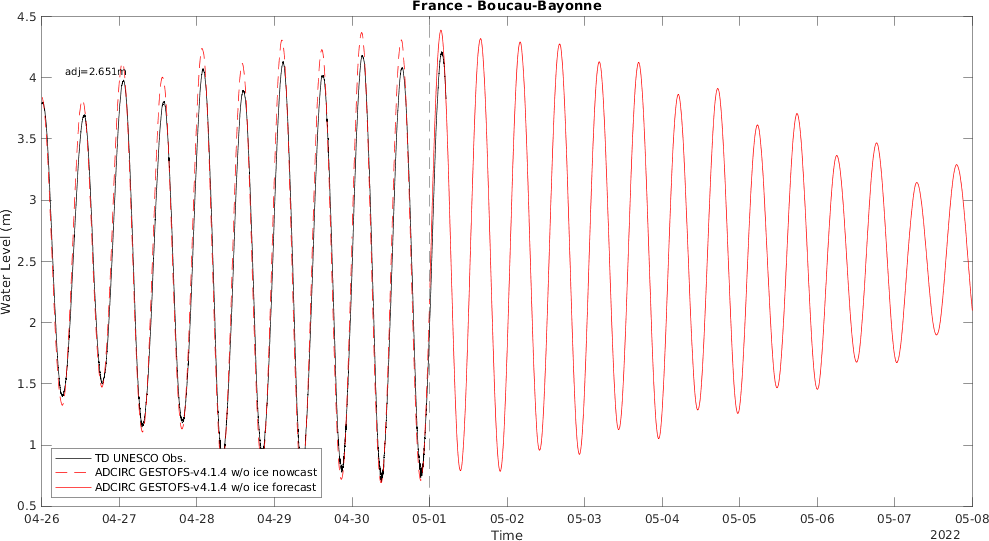 France - Boucau-Bayonne
4.5
4
3.5
3
2.5
2
1.5
1
0.5
Water Level (m)
adj=2.651m
TD UNESCO Obs.
ADCIRC GESTOFS-v4.1.4 w/o ice nowcast
ADCIRC GESTOFS-v4.1.4 w/o ice forecast
04-26 04-27 04-28 04-29 04-30 05-01 05-02 05-03 05-04 05-05 05-06 05-07 05-08
Time
2022